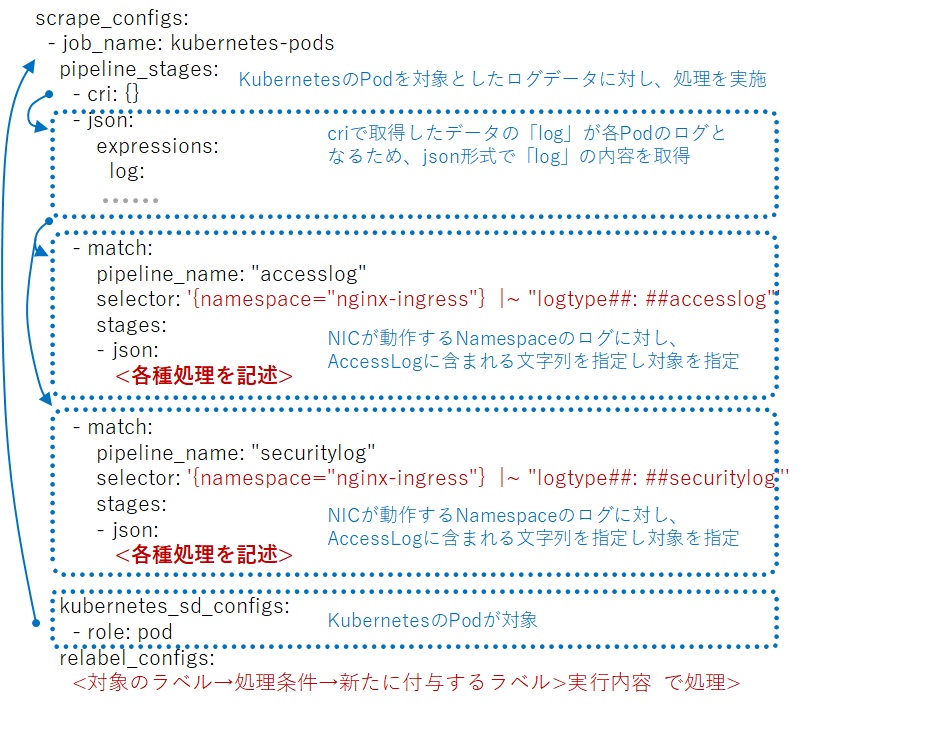 scrape_configs:
- job_name: kubernetes-pods
pipeline_stages:
KubernetesのPodを対象としたログデータに対し、処理を実施
- cri: {}
- json:
expressions:
log:
criで取得したデータの「log」が各Podのログと
なるため、json形式で「log」の内容を取得
……
- match:
pipeline_name: "accesslog"
selector: '{namespace="nginx-ingress"} |~ "logtype##: ##accesslog"'
stages:
- json:
<各種処理を記述>
NICが動作するNamespaceのログに対し、
AccessLogに含まれる文字列を指定し対象を指定
- match:
pipeline_name: "securitylog"
selector: '{namespace="nginx-ingress"} |~ "logtype##: ##securitylog"'
stages:
- json:
<各種処理を記述>
NICが動作するNamespaceのログに対し、
AccessLogに含まれる文字列を指定し対象を指定
kubernetes_sd_configs:
- role: pod
KubernetesのPodが対象
relabel_configs:
<対象のラベル→処理条件→新たに付与するラベル>実行内容 で処理>